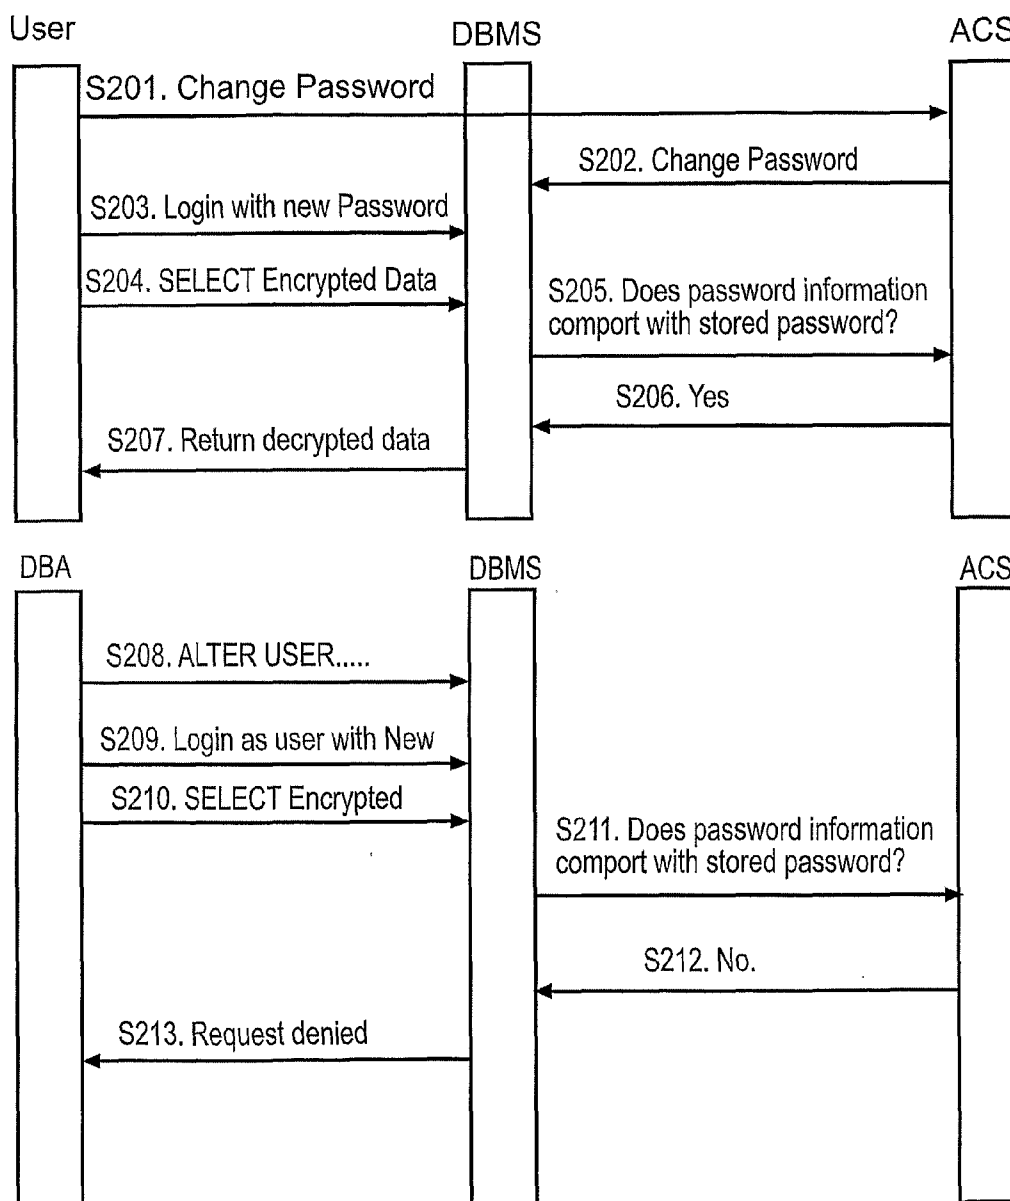 User
DBMS
ACS
S201. Change Password
S202. Change Password
S203. Login with new Password
S204. SELECT Encrypted Data
S205. Does password information
comport with stored password?
S206. Yes
S207. Return decrypted data
DBA
DBMS
ACS
S208. ALTER USER.....
S209. Login as user with New
S210. SELECT Encrypted
S211. Does password information
comport with stored password?
S212. No.
S213. Request denied